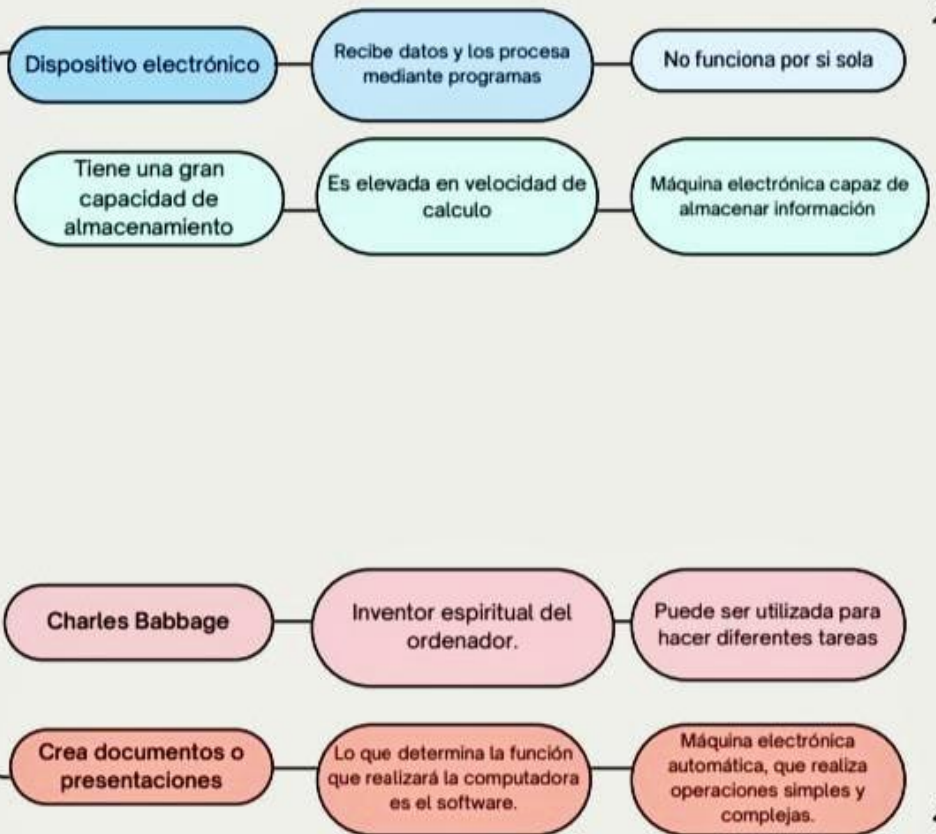 Dispositivo electrónico
Recibe datos y los procesa
mediante programas
No funciona por si sola
Tiene una gran
capacidad de
almacenamiento
Es elevada en velocidad de
calculo
Máquina electrónica capaz de
almacenar información
Charles Babbage
Inventor espiritual del
ordenador.
Puede ser utilizada para
hacer diferentes tareas
Crea documentos o
presentaciones
Lo que determina la función
que realizará la computadora
es el software.
Máquina electrónica
automática, que realiza
operaciones simples y
complejas.